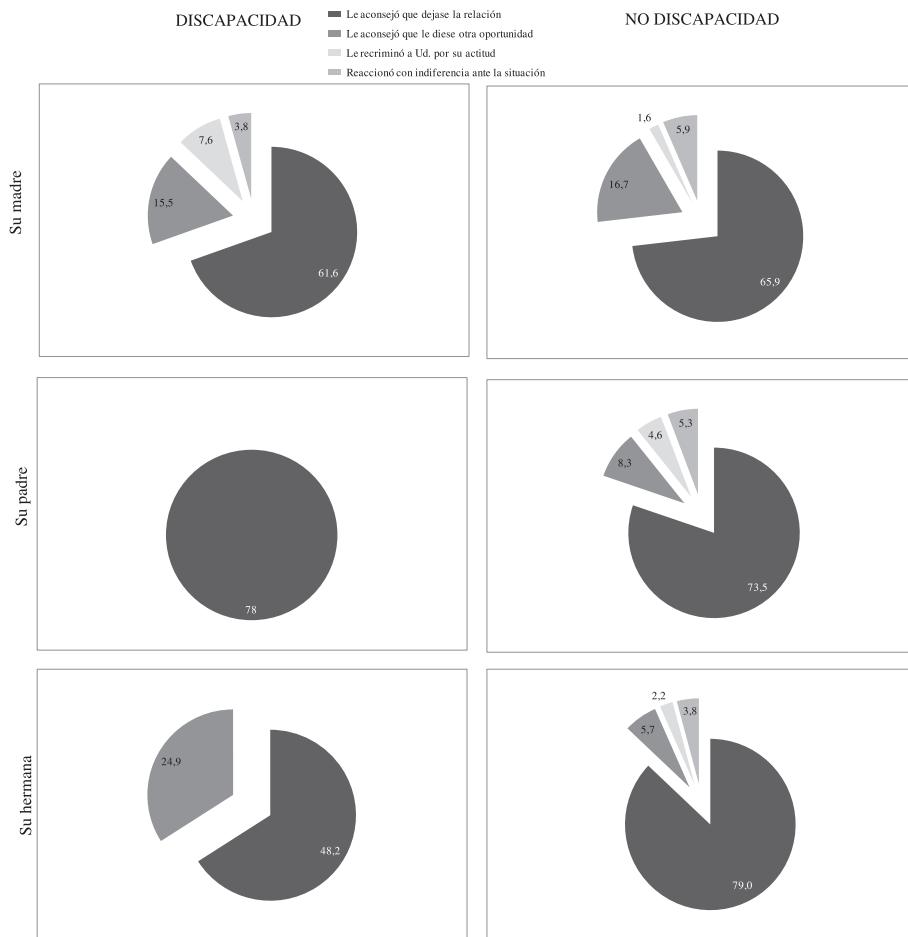 DISCAPACIDAD
Le aconsejó que dejase la relación
Le aconsejó que le diese otra oportunidad
Le recriminó a Ud. por su actitud
Reaccionó con indiferencia ante la situación
NO DISCAPACIDAD
Su madre
3,8
7,6
15,5
61,6
1,6
5,9
16,7
65,9
Su padre
78
5,3
4,6
8,3
73,5
Su hermana
24,9
48,2
2,2
3,8
5,7
79,0